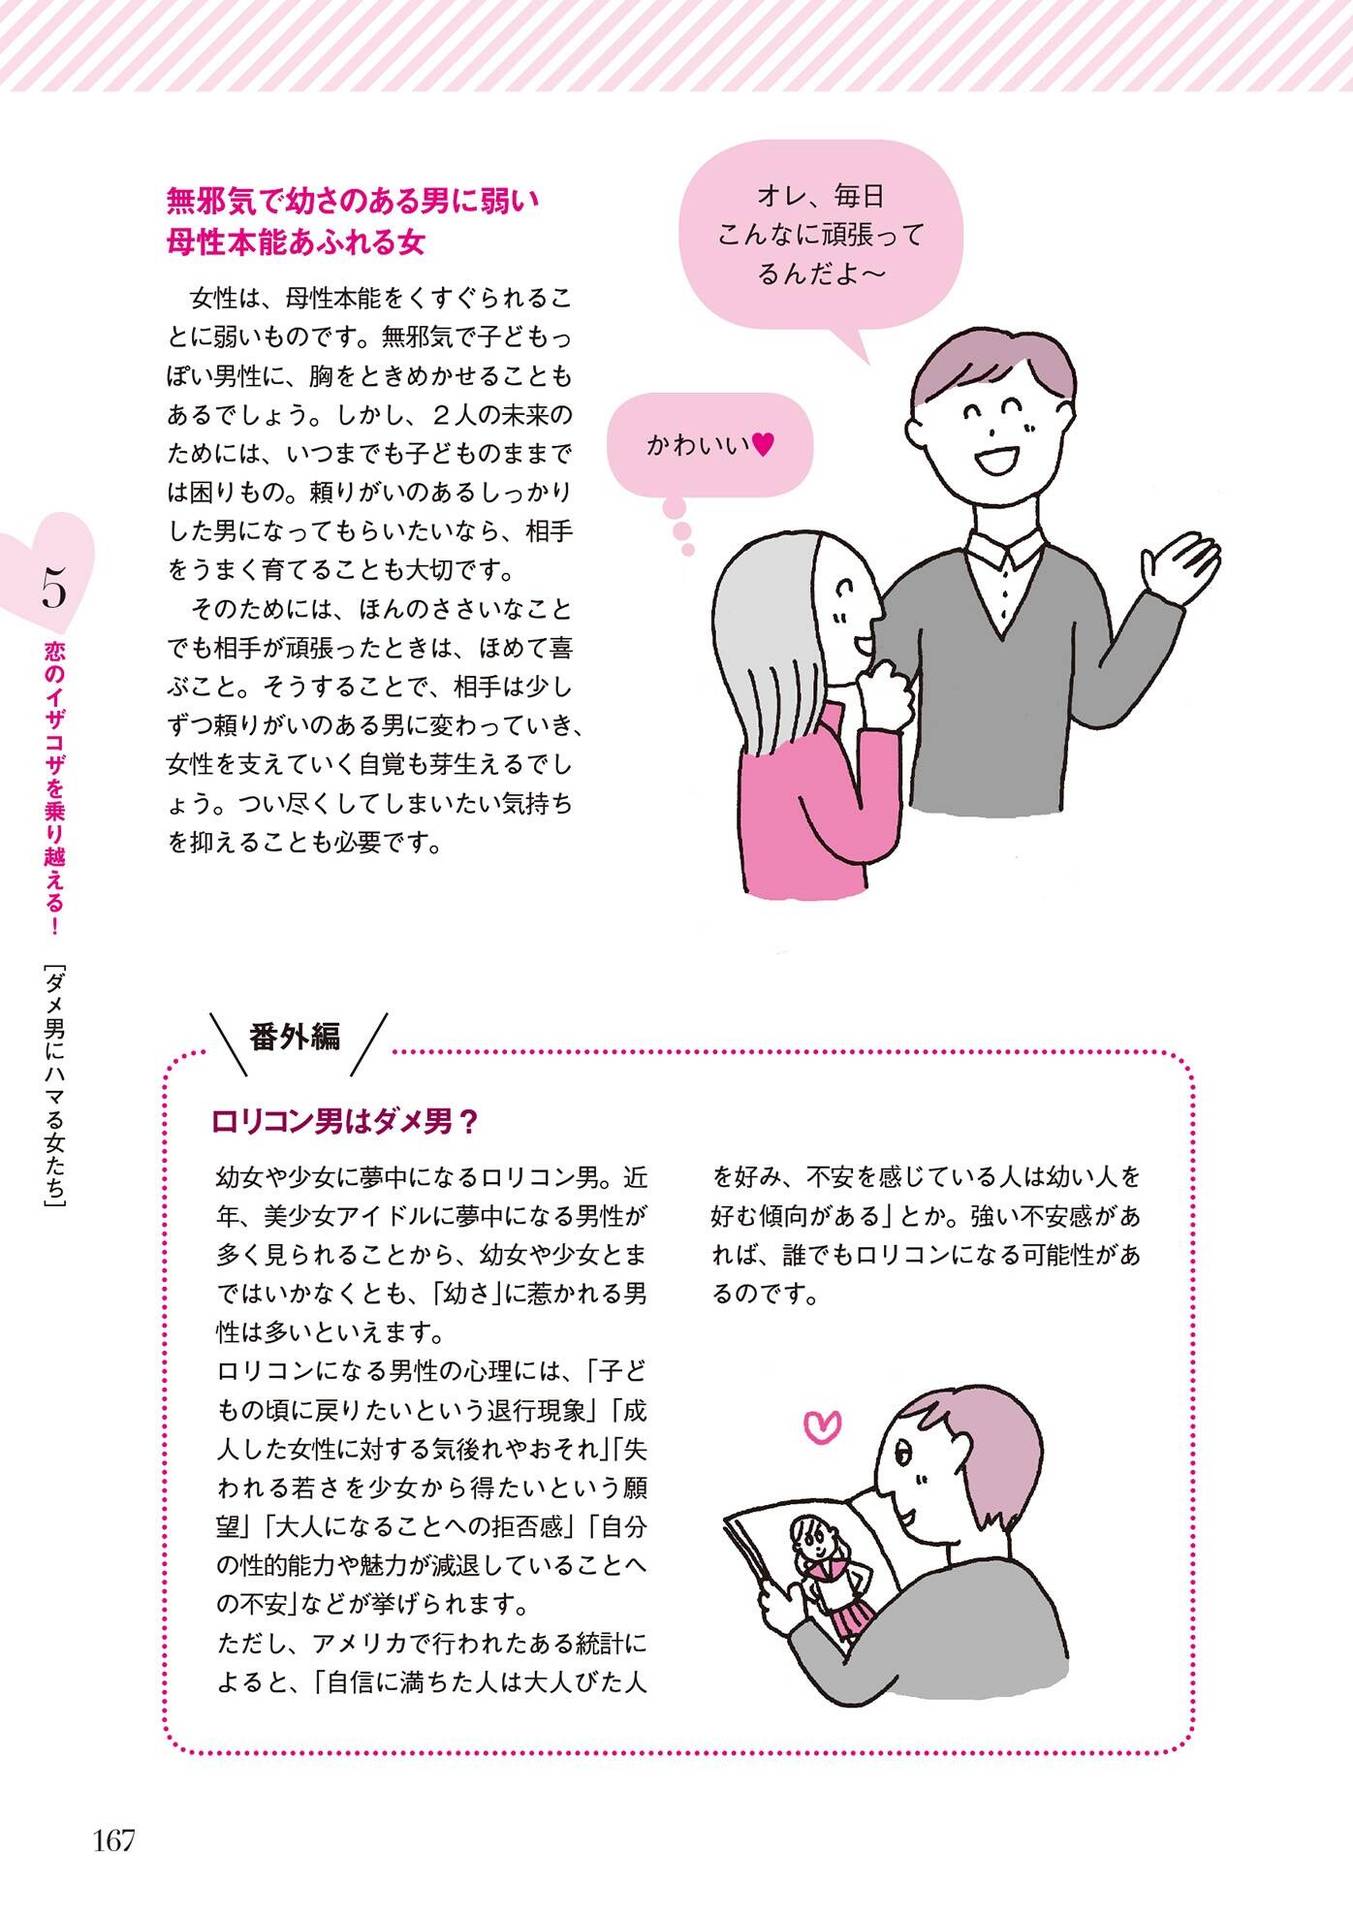 無邪気で幼さのある男に弱い
母性本能あふれる女
女性は、母性本能をくすぐられるこ
とに弱いものです。無邪気で子どもっ
ぽい男性に、胸をときめかせることも
あるでしょう。しかし、２人の未来の
ためには、いつまでも子どものままで
は困りもの。頼りがいのあるしっかり
した男になってもらいたいなら、相手
をうまく育てることも大切です。
そのためには、ほんのささいなこと
でも相手が頑張ったときは、ほめて喜
ぶこと。そうすることで、相手は少し
ずつ頼りがいのある男に変わっていき、
女性を支えていく自覚も芽生えるでし
ょう。つい尽くしてしまいたい気持ち
を抑えることも必要です。
オレ、毎日
こんなに頑張って
るんだよ〜
かわいい♥
5
恋のイザコザを乗り越える！
［ダメ男にハマる女たち］
番外編
ロリコン男はダメ男？
幼女や少女に夢中になるロリコン男。近
年、美少女アイドルに夢中になる男性が
多く見られることから、幼女や少女とま
ではいかなくとも、「幼さ」に惹かれる男
性は多いといえます。
ロリコンになる男性の心理には、「子ど
もの頃に戻りたいという退行現象」「成
人した女性に対する気後れやおそれ」「失
われる若さを少女から得たいという願
望」「大人になることへの拒否感」「自分
の性的能力や魅力が減退していることへ
の不安」などが挙げられます。
ただし、アメリカで行われたある統計に
よると、「自信に満ちた人は大人びた人
を好み、不安を感じている人は幼い人を
好む傾向がある」とか。強い不安感があ
れば、誰でもロリコンになる可能性があ
るのです。
167